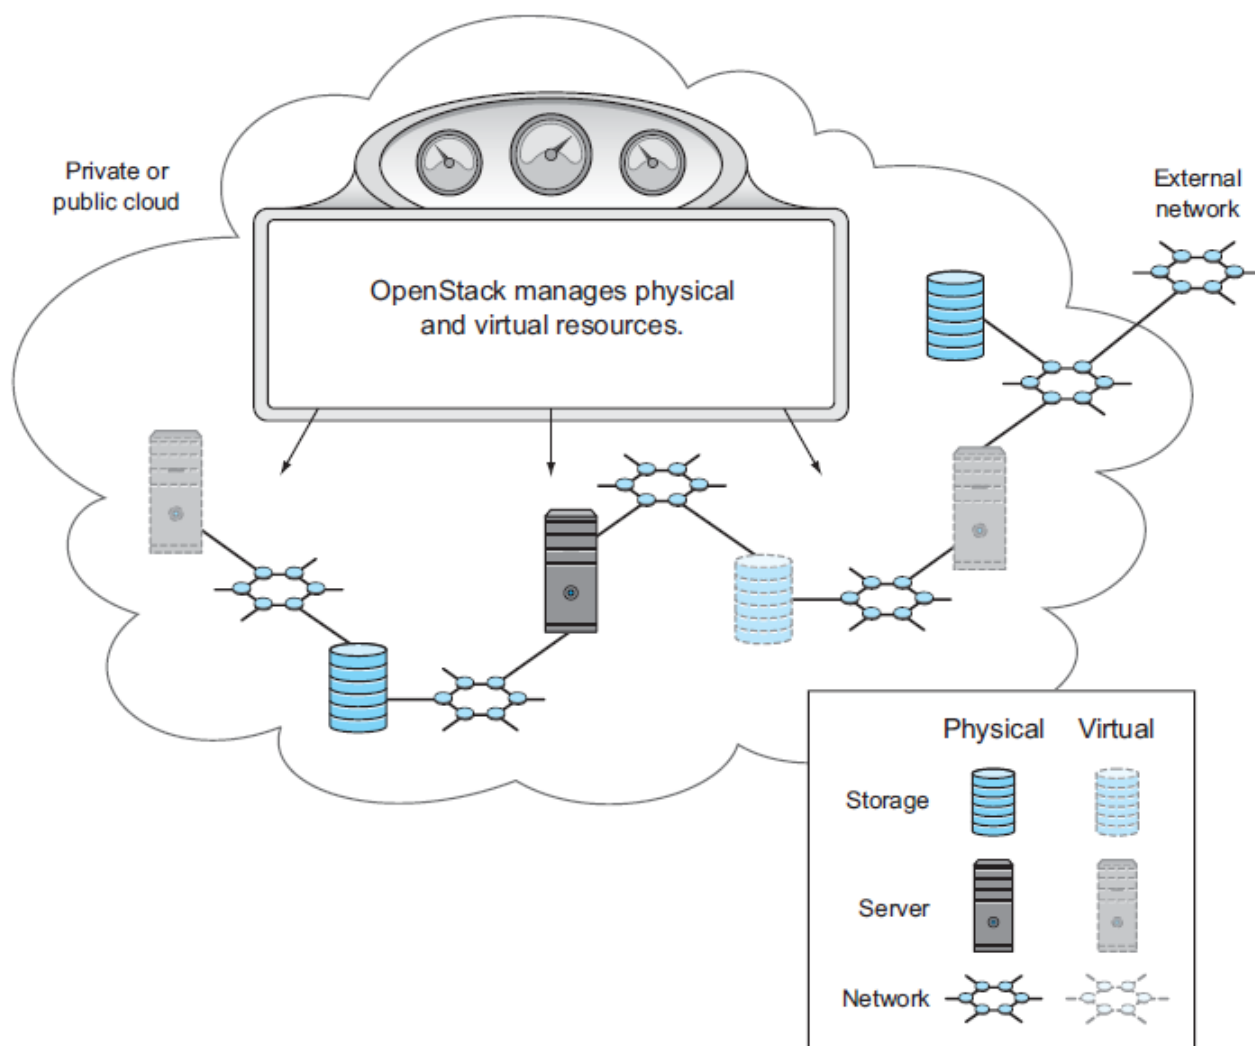 Private or
public cloud
External
network
OpenStack manages physical
and virtual resources.
Physical Virtual
Storage
Server
Network